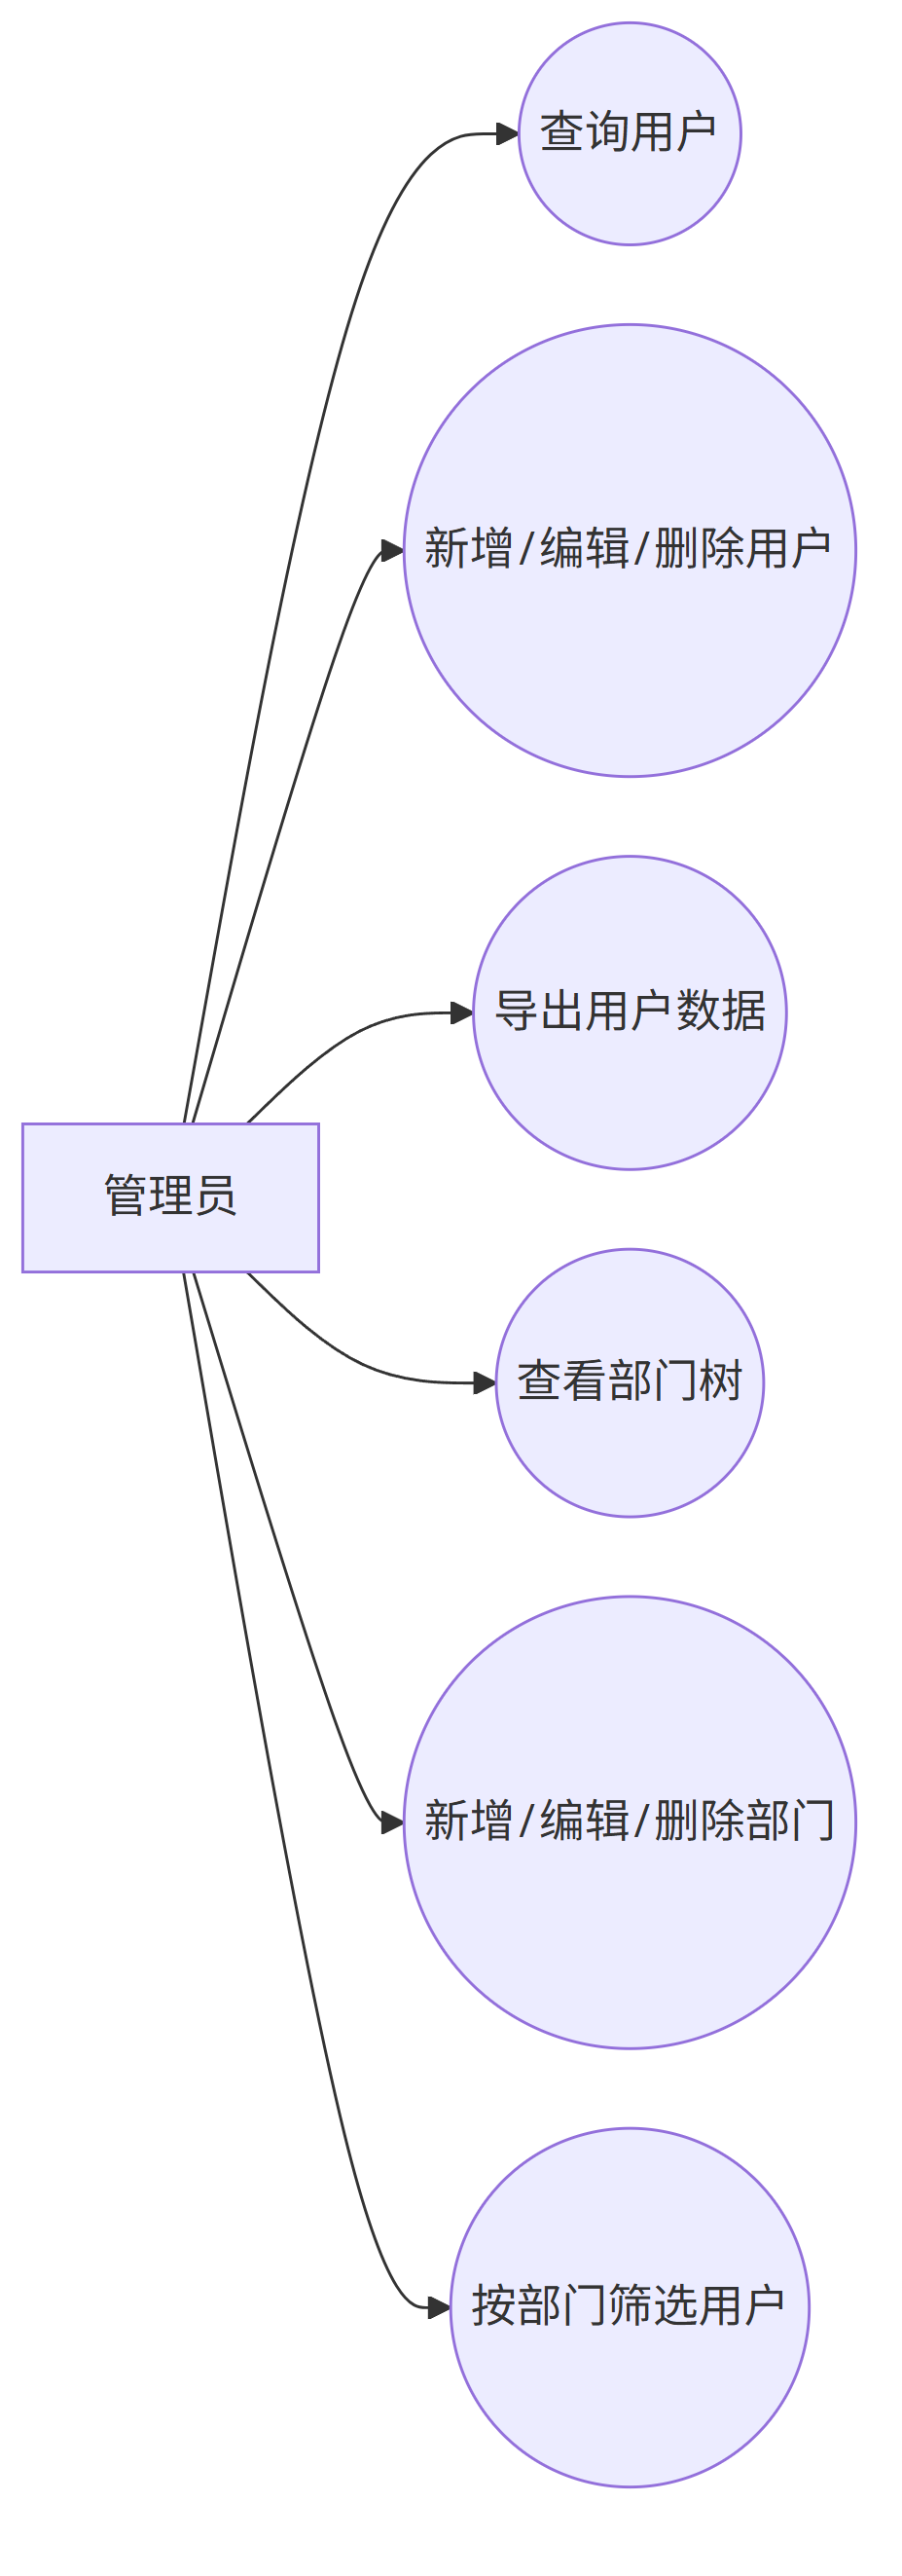 查询用户
新增/编辑/删除用户
导出用户数据
管理员
查看部门树
新增/编辑/删除部门
按部门筛选用户